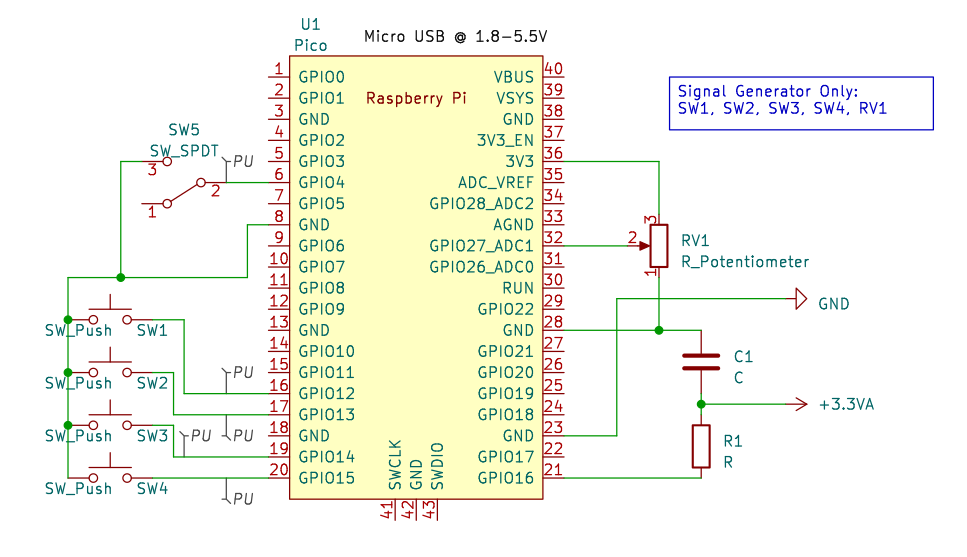 U1
Pico
Micro USB @ 1.8-5.5V
Raspberry Pi
1 GPIO0
2 GPIO1
3 GND
4 GPIO2
5 GPIO3
6 GPIO4
7 GPIO5
8 GND
9 GPIO6
10 GPIO7
11 GPIO8
12 GPIO9
13 GND
14 GPIO10
15 GPIO11
16 GPIO12
17 GPIO13
18 GND
19 GPIO14
20 GPIO15
VBUS 40
VSYS 39
GND 38
3V3_EN 37
3V3 36
ADC_VREF 35
GPIO28_ADC2 34
AGND 33
GPIO27_ADC1 32
GPIO26_ADC0 31
RUN 30
GPIO22 29
GND 28
GPIO21 27
GPIO20 26
GPIO19 25
GPIO18 24
GND 23
GPIO17 22
GPIO16 21
SWCLK 41
GND 42
SWDIO 43
SW5
SW_SPDT
3
2
1
PU
SW_Push SW1
SW_Push SW2
SW_Push SW3
SW_Push SW4
PU
PU
PU
PU
Signal Generator Only:
SW1, SW2, SW3, SW4, RV1
3
2
1
RV1
R_Potentiometer
GND
C1
C
+3.3VA
R1
R